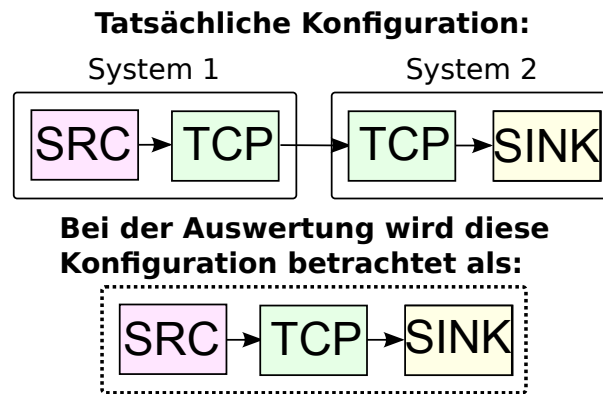 Tatsächliche Konfiguration:
System 1 System 2
SRC TCP TCP SINK
Bei der Auswertung wird diese
Konfiguration betrachtet als:
SRC TCP SINK